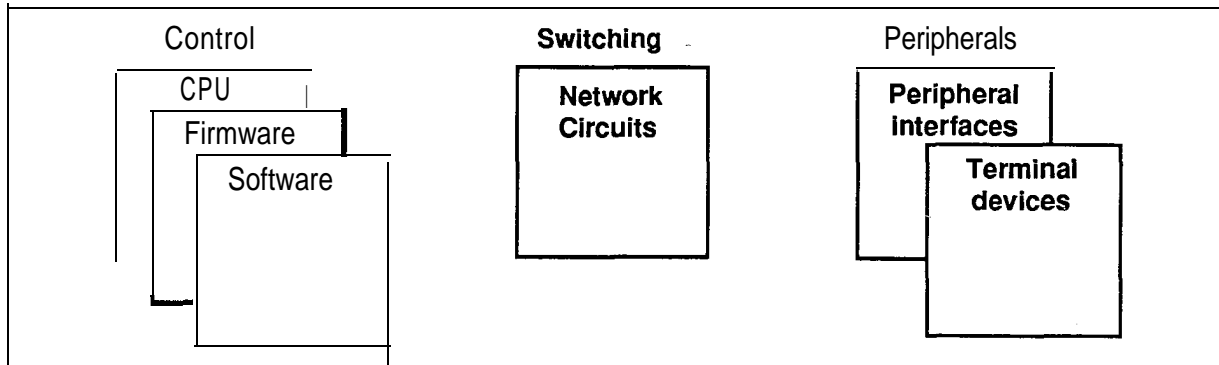 Control
CPU
Firmware
Software
Switching
Network
Circuits
Peripherals
Peripheral
interfaces
Terminal
devices